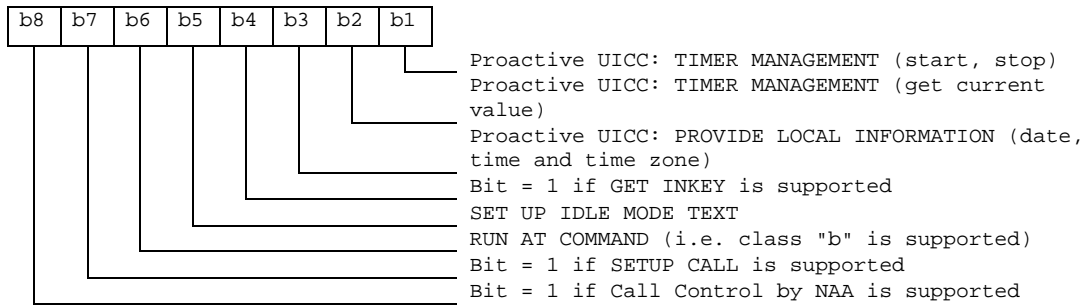 b8 b7 b6 b5 b4 b3 b2 b1
Proactive UICC: TIMER MANAGEMENT (start, stop)
Proactive UICC: TIMER MANAGEMENT (get current
value)
Proactive UICC: PROVIDE LOCAL INFORMATION (date,
time and time zone)
Bit = 1 if GET INKEY is supported
SET UP IDLE MODE TEXT
RUN AT COMMAND (i.e. class "b" is supported)
Bit = 1 if SETUP CALL is supported
Bit = 1 if Call Control by NAA is supported